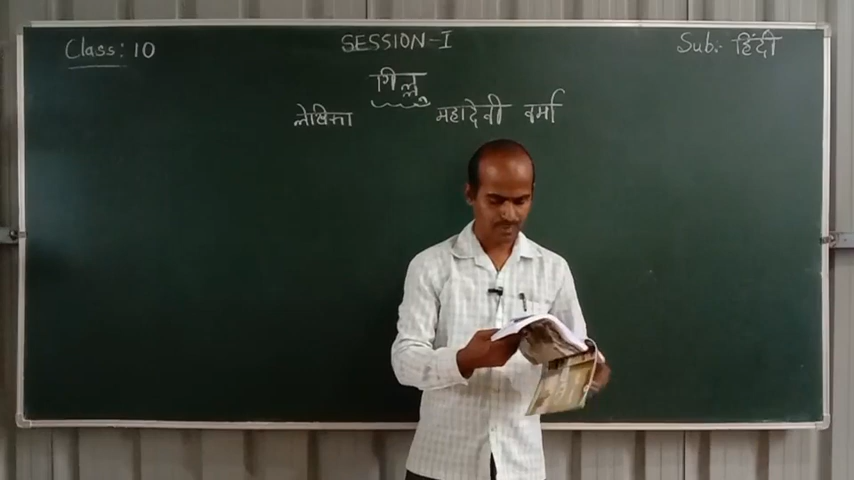 Class: 10 SESSION-I Sub:- हिंदी
गिल्लु
लेखिका महादेवी वर्मा